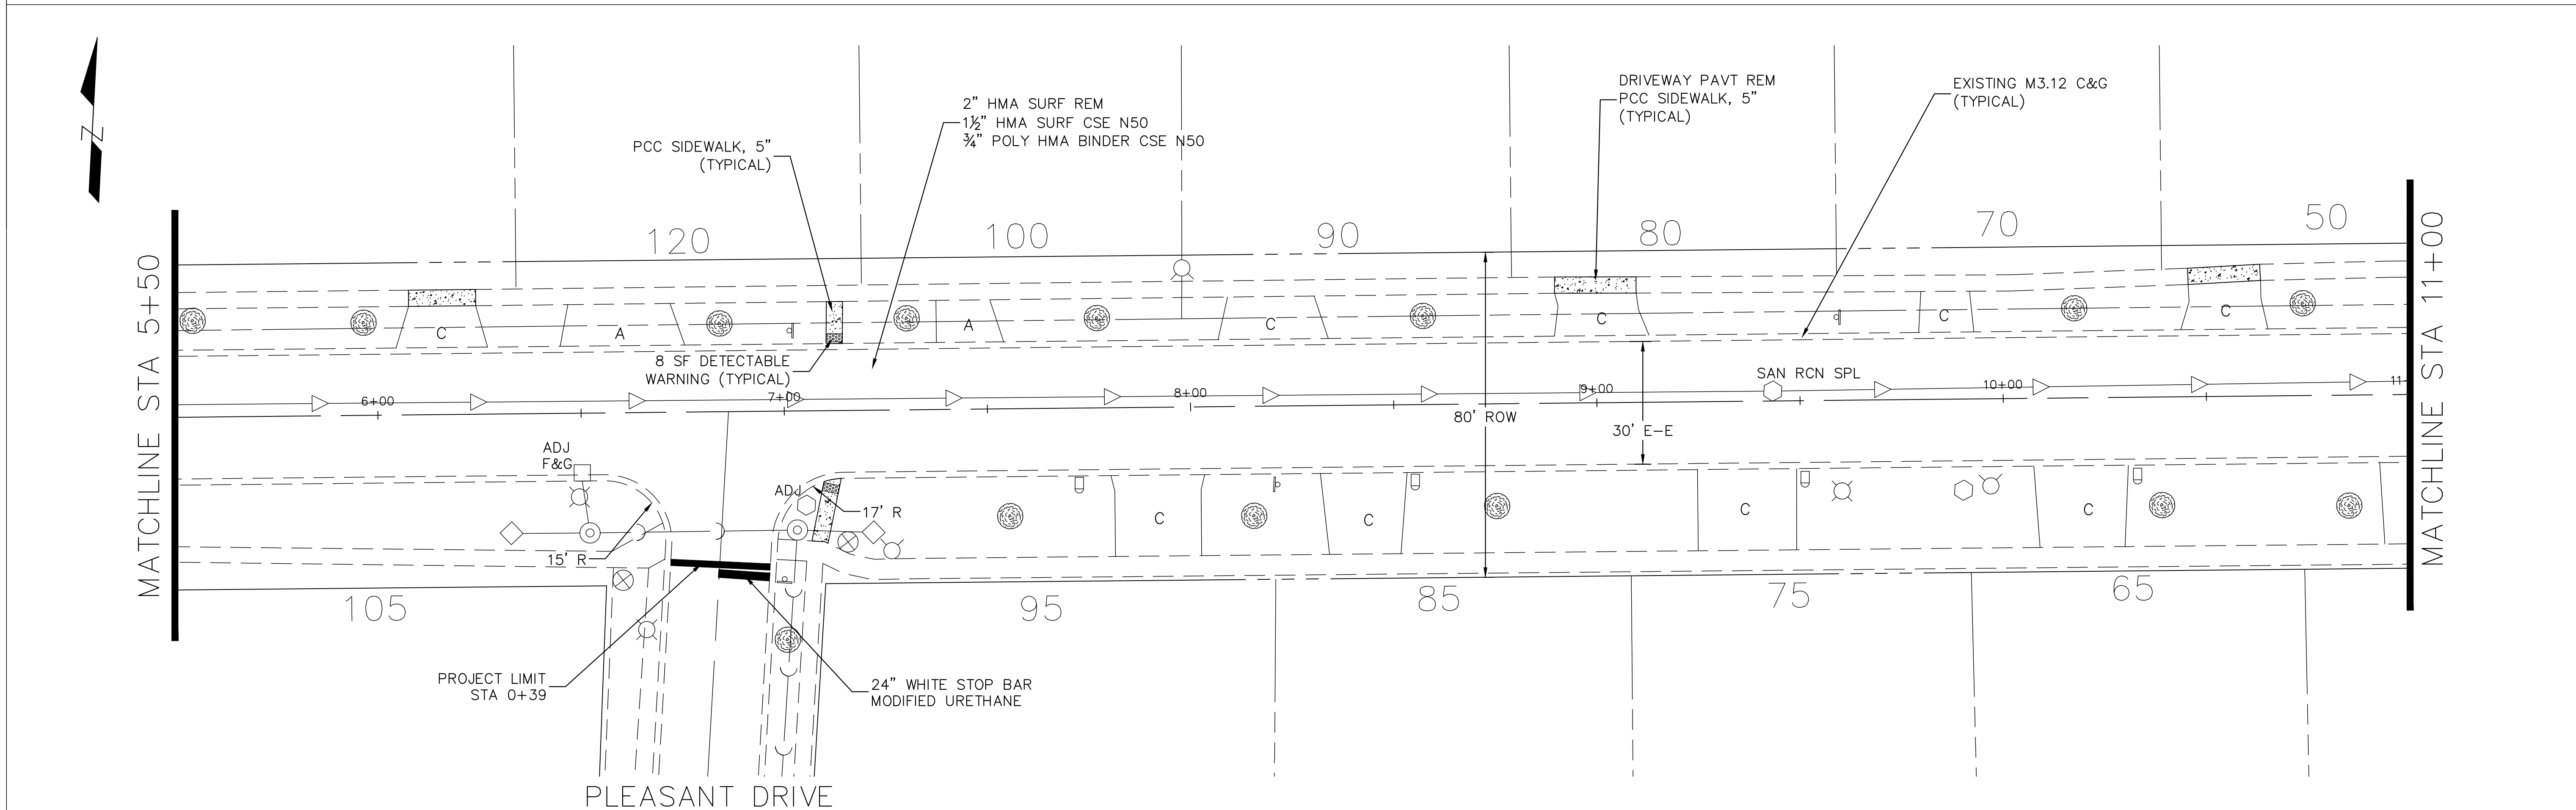 N
DRIVEWAY PAVT REM
PCC SIDEWALK, 5"
(TYPICAL)
EXISTING M3.12 C&G
(TYPICAL)
2" HMA SURF REM
1½" HMA SURF CSE N50
¾" POLY HMA BINDER CSE N50
PCC SIDEWALK, 5"
(TYPICAL)
120
100
90
80
70
50
MATCHLINE STA 5+50
MATCHLINE STA 11+00
C
A
A
C
C
C
C
8 SF DETECTABLE
WARNING (TYPICAL)
SAN RCN SPL
6+00
7+00
8+00
9+00
10+00
11
80' ROW
30' E-E
ADJ
F&G
ADJ
17' R
15' R
C
C
C
C
105
95
85
75
65
PROJECT LIMIT
STA 0+39
24" WHITE STOP BAR
MODIFIED URETHANE
PLEASANT DRIVE